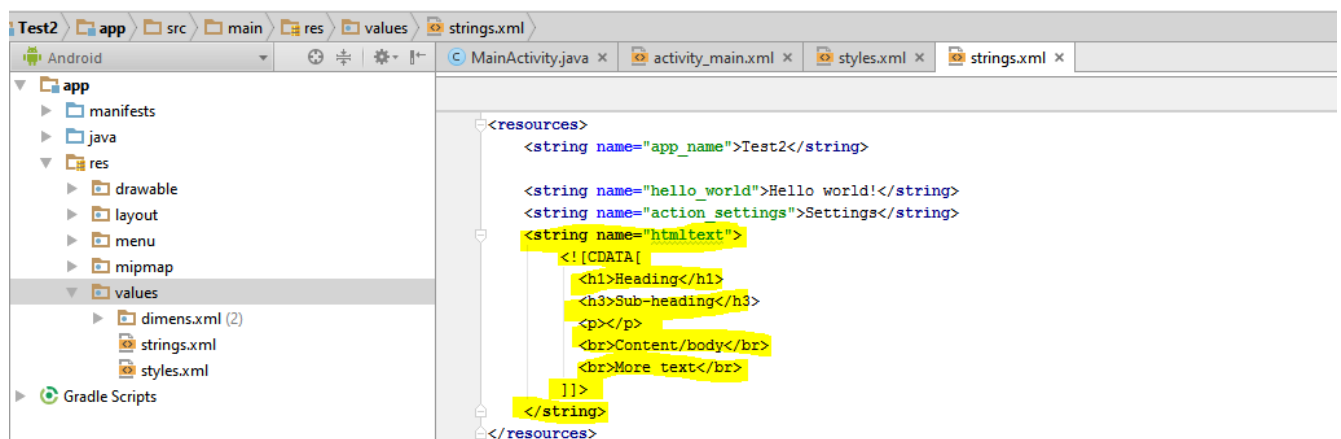 Test2 app src main res values strings.xml
Android MainActivity.java × activity_main.xml × styles.xml × strings.xml ×
app
manifests
java
res
drawable
layout
menu
mipmap
values
dimens.xml (2)
strings.xml
styles.xml
Gradle Scripts
<resources>
<string name="app_name">Test2</string>
<string name="hello_world">Hello world!</string>
<string name="action_settings">Settings</string>
<string name="htmltext">
<![CDATA[
<h1>Heading</h1>
<h3>Sub-heading</h3>
<p></p>
<br>Content/body</br>
<br>More text</br>
]]>
</string>
</resources>